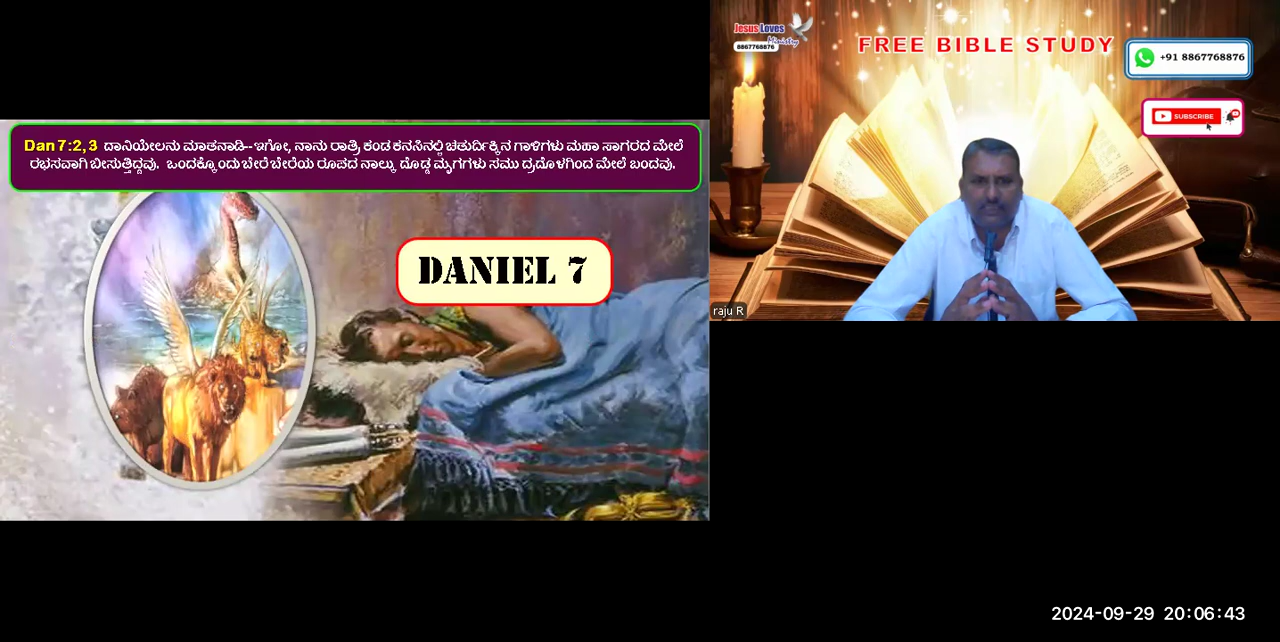 Dan 7:2, 3 ದಾನಿಯೇಲನು ಮಾತನಾಡಿ--ಇಗೋ, ನಾನು ರಾತ್ರಿ ಕಂಡ ಕನಸಿನಲ್ಲಿ ಚತುರ್ದಿಕ್ಕಿನ ಗಾಳಿಗಳು ಮಹಾ ಸಾಗರದ ಮೇಲೆ
ರಭಸವಾಗಿ ಬೀಸುತ್ತಿದ್ದವು. ಒಂದಕ್ಕೊಂದು ಬೇರೆ ಬೇರೆಯ ರೂಪದ ನಾಲ್ಕು ದೊಡ್ಡ ಮೃಗಗಳು ಸಮು ದ್ರದೊಳಗಿಂದ ಮೇಲೆ ಬಂದವು.
DANIEL 7
Jesus Loves
Ministry
8867768876
FREE BIBLE STUDY
+91 8867768876
SUBSCRIBE
raju R
2024-09-29 20:06:43